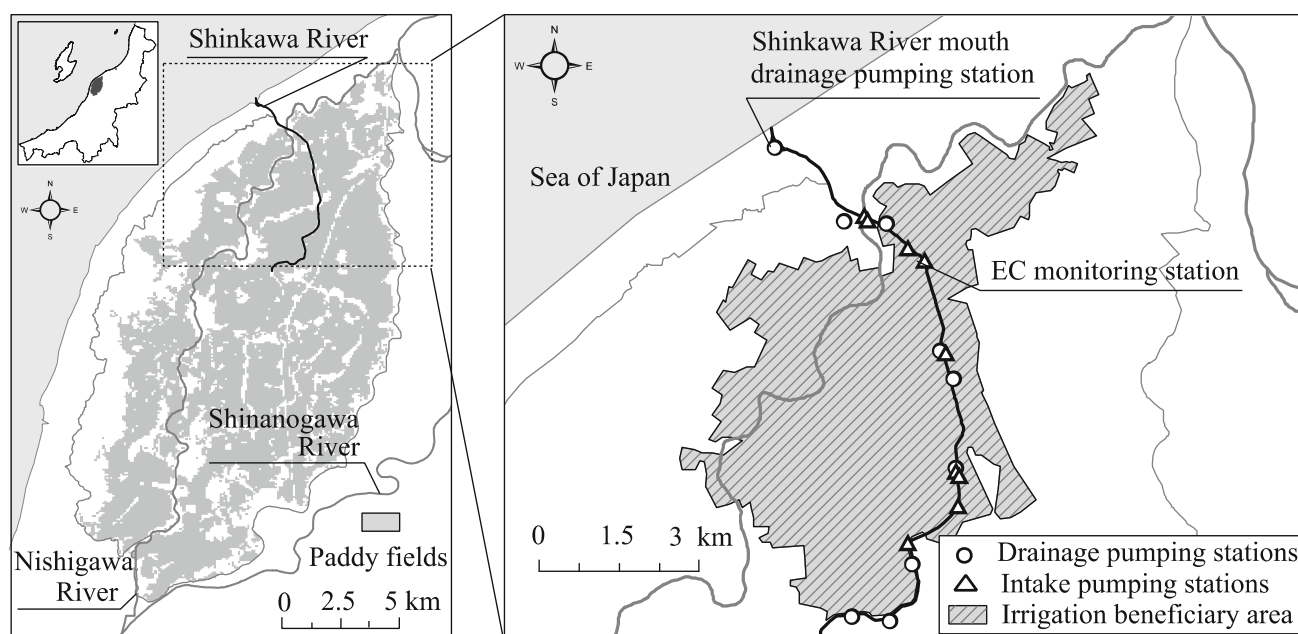 Shinkawa River
N
W
E
S
Shinanogawa
River
Nishigawa
River
Paddy fields
0 2.5 5 km
N
W
E
S
Shinkawa River mouth
drainage pumping station
Sea of Japan
EC monitoring station
0 1.5 3 km
Drainage pumping stations
Intake pumping stations
Irrigation beneficiary area